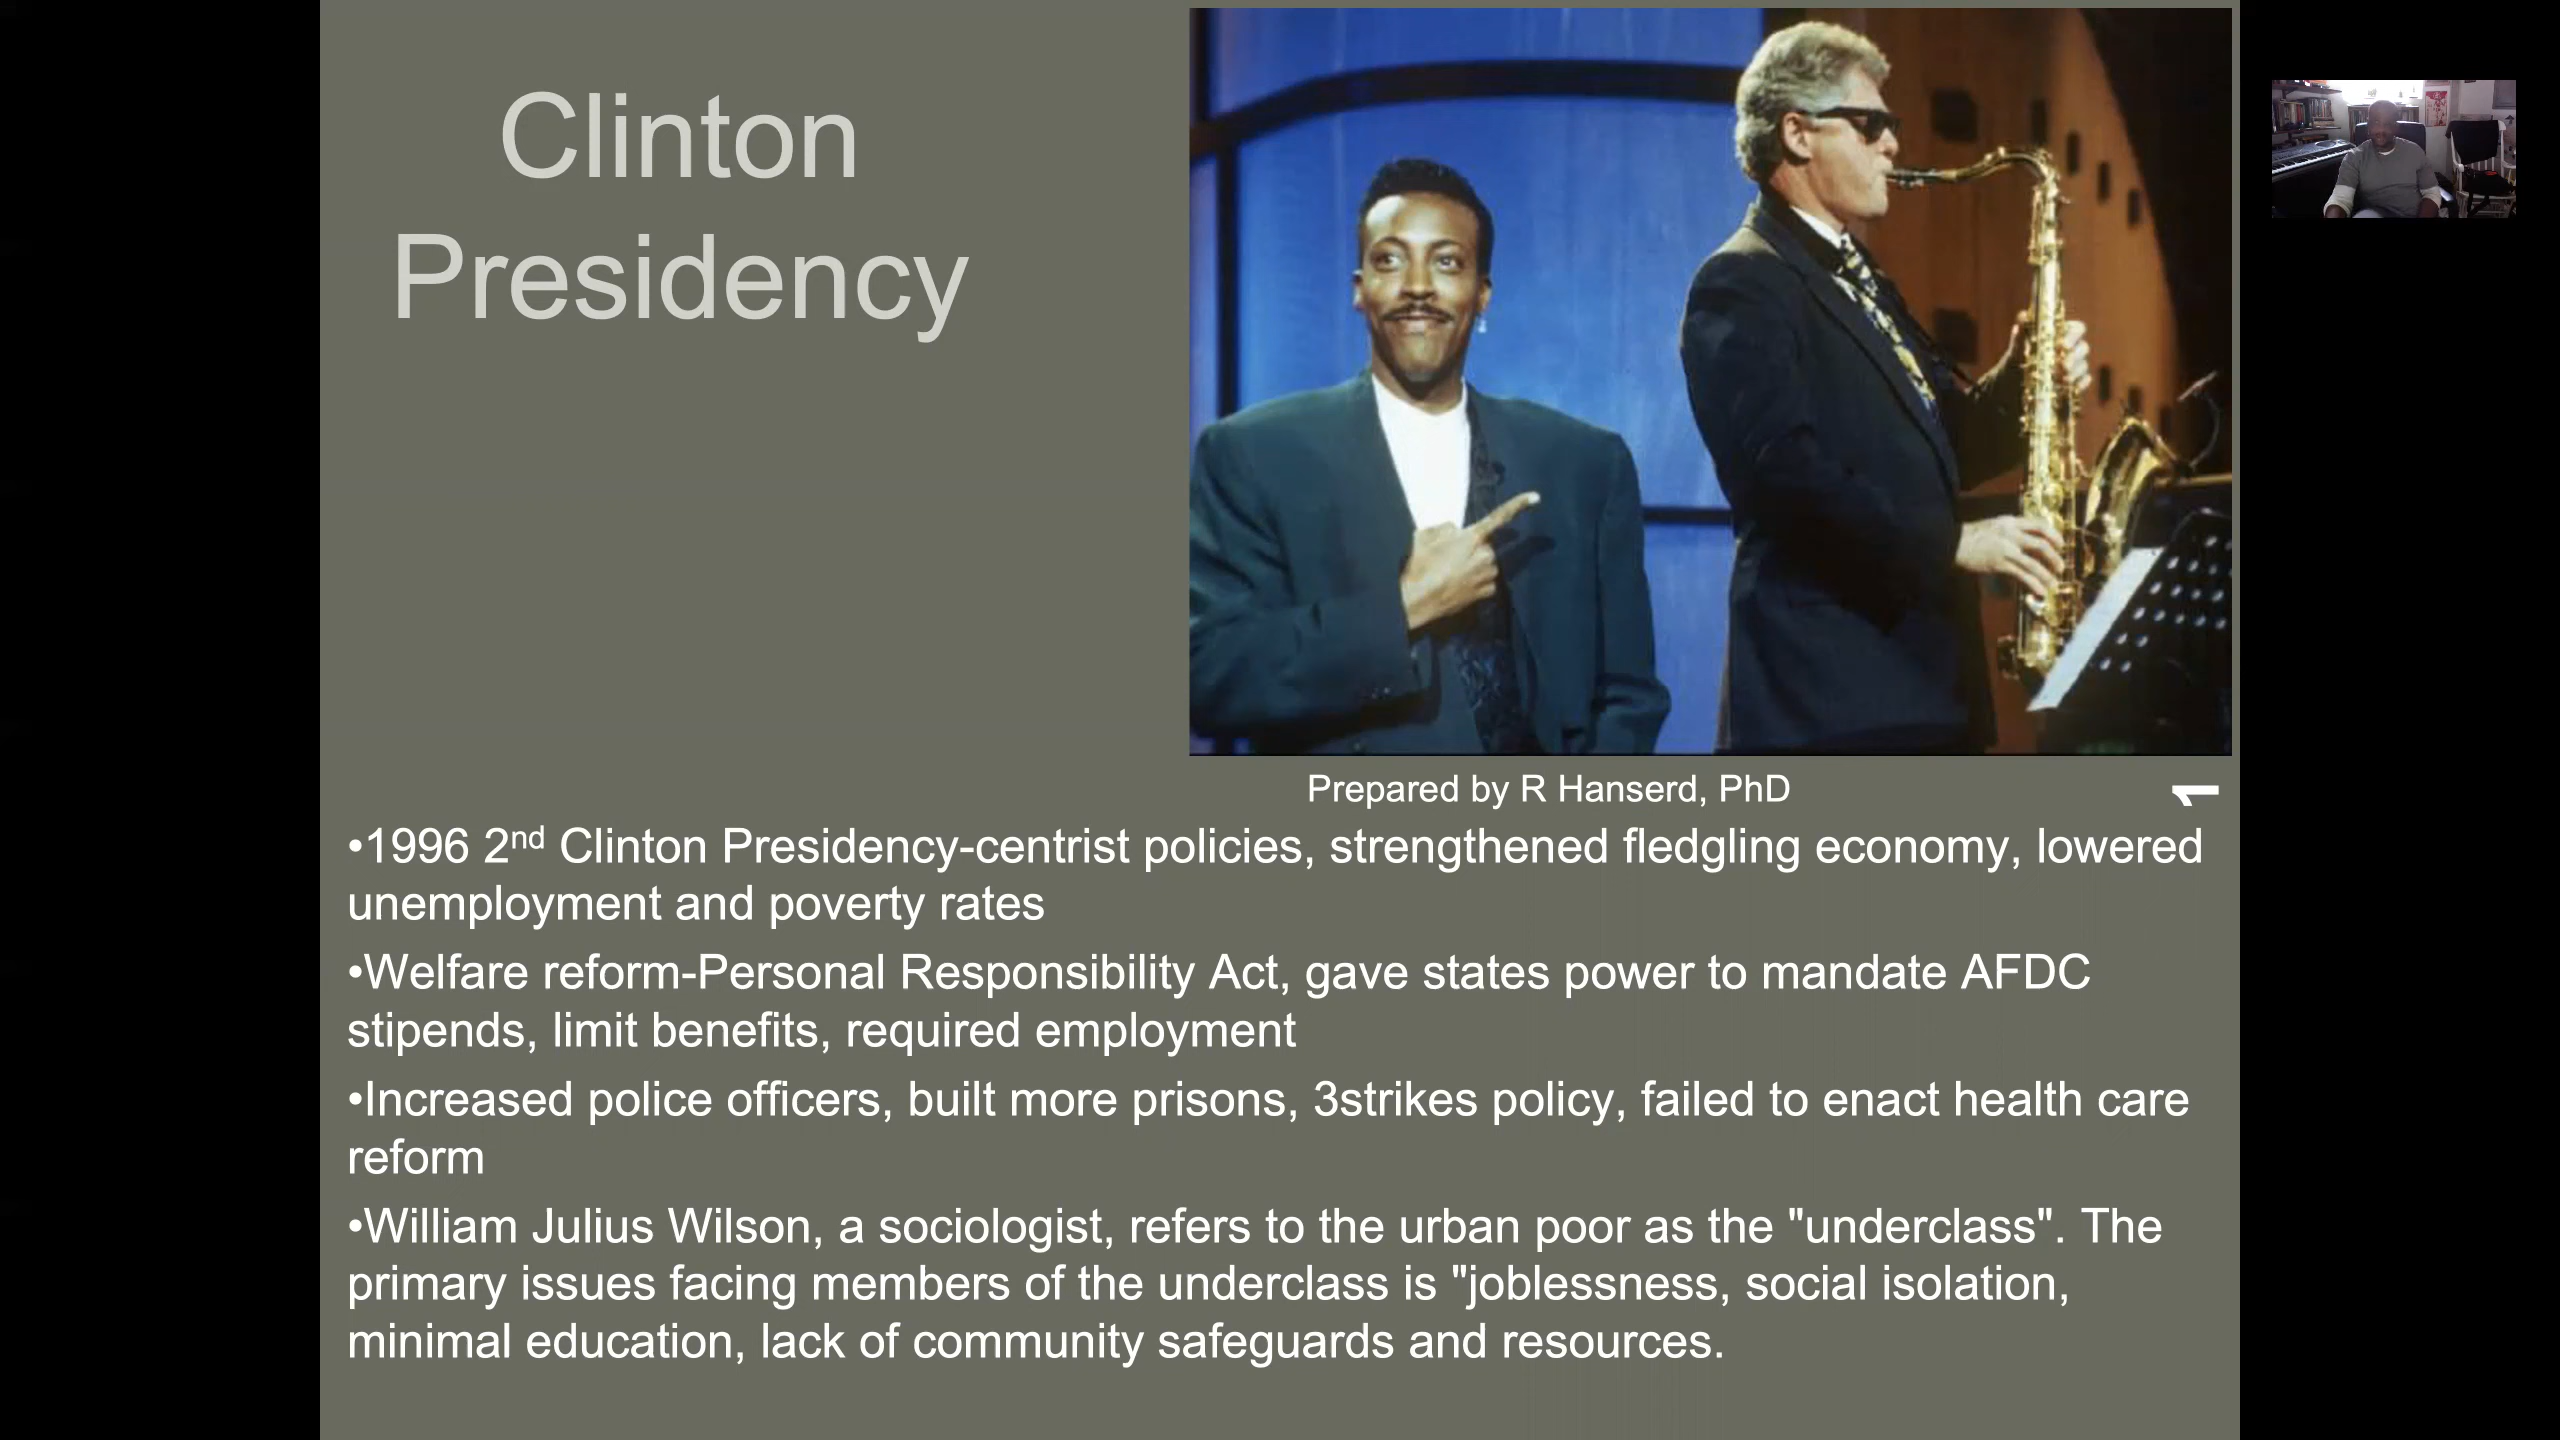 Clinton
Presidency
Prepared by R Hanserd, PhD
1
•1996 2nd Clinton Presidency-centrist policies, strengthened fledgling economy, lowered
unemployment and poverty rates
•Welfare reform-Personal Responsibility Act, gave states power to mandate AFDC
stipends, limit benefits, required employment
•Increased police officers, built more prisons, 3strikes policy, failed to enact health care
reform
•William Julius Wilson, a sociologist, refers to the urban poor as the "underclass". The
primary issues facing members of the underclass is "joblessness, social isolation,
minimal education, lack of community safeguards and resources.